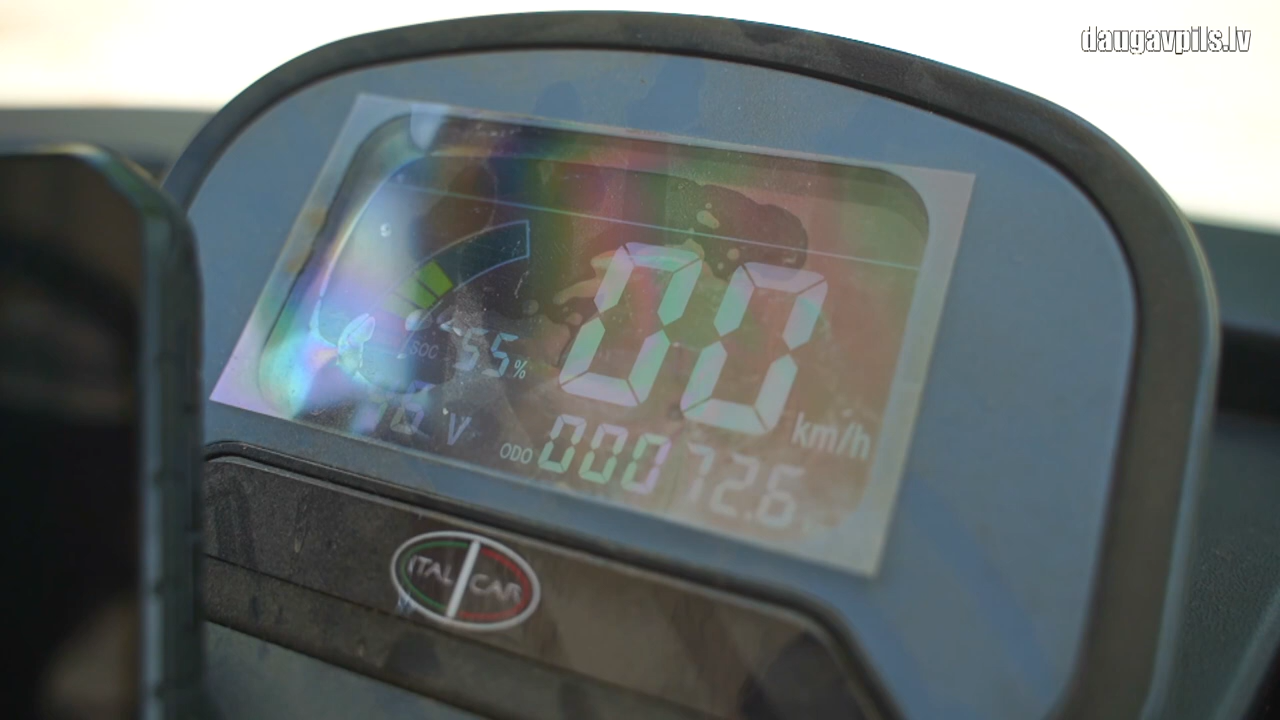 daugavpils.lv
SOC 55%
00 km/h
V
ODO 00072.6
ITAL CAR